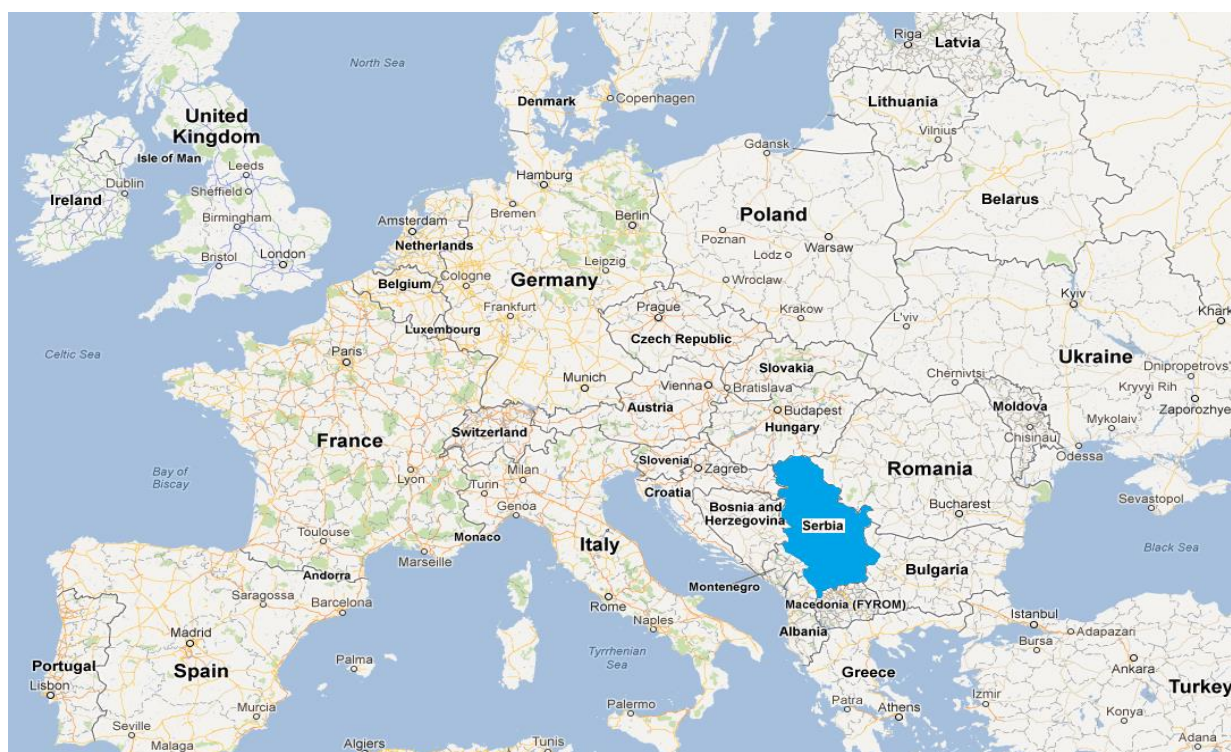 Riga
Latvia
North Sea
Denmark
Copenhagen
Lithuania
Vilnius
United
Kingdom
Isle of Man
Leeds
Gdansk
Hamburg
Dublin
Sheffield
Ireland
Birmingham
Bremen
Berlin
Belarus
Amsterdam
Poland
Netherlands
Poznan
Warsaw
Bristol
London
Lodz
Leipzig
Cologne
Germany
Wroclaw
Belgium
Kyiv
Frankfurt
Prague
Krakow
L'viv
Khark
Luxembourg
Czech Republic
Celtic Sea
Paris
Ukraine
Slovakia
Dnipropetrovs'
Munich
Vienna
Bratislava
Chernivtsi
Kryvyi Rih
Austria
Budapest
Moldova
Zaporozhye
Hungary
Mykolaiv
Switzerland
Chisinau
France
Odessa
Slovenia
Zagreb
Romania
Bay of
Biscay
Lyon
Milan
Turin
Croatia
Sevastopol
Genoa
Bosnia and
Herzegovina
Bucharest
Serbia
Toulouse
Monaco
Italy
Black Sea
Marseille
Bulgaria
Andorra
Montenegro
Saragossa
Barcelona
Rome
Macedonia (FYROM)
Istanbul
Naples
Adapazari
Albania
Bursa
Madrid
Tyrrhenian
Sea
Ankara
Portugal
Spain
Palma
Greece
Lisbon
Turkey
Izmir
Palermo
Patra
Athens
Murcia
Konya
Seville
Malaga
Algiers
Tunis
Adana